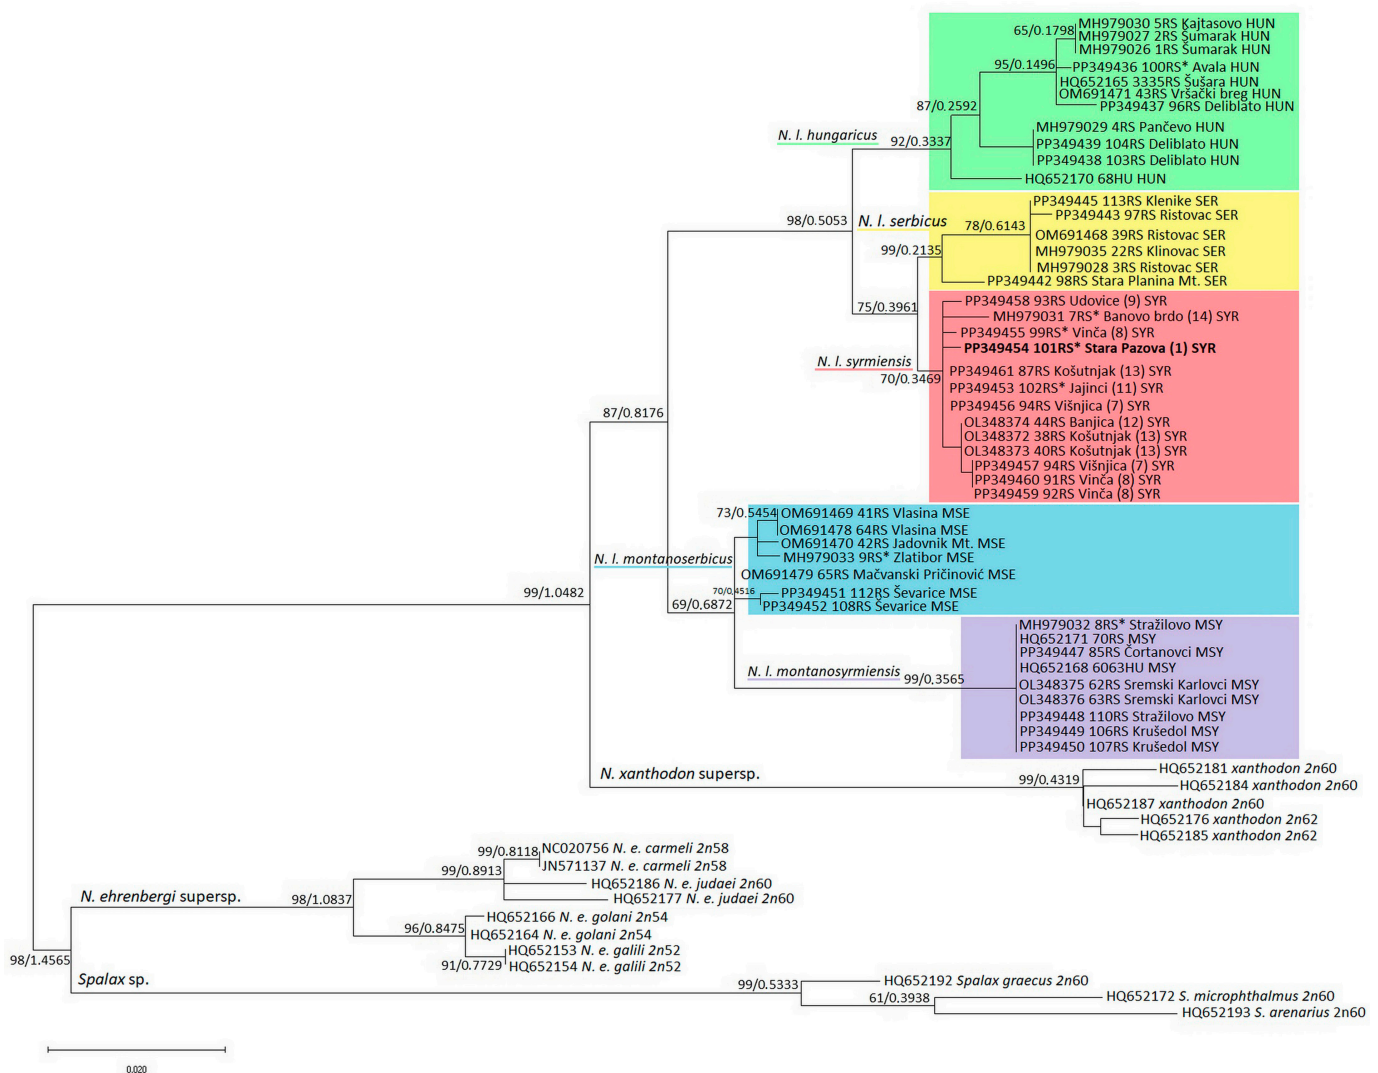 MH979030 5RS Kajtasovo HUN
65/0.1798
MH979027 2RS Šumarak HUN
MH979026 1RS Šumarak HUN
95/0.1496
PP349436 100RS* Avala HUN
HQ652165 3335RS Šušara HUN
OM691471 43RS Vršački breg HUN
87/0.2592
PP349437 96RS Deliblato HUN
MH979029 4RS Pančevo HUN
N. l. hungaricus
92/0.3337
PP349439 104RS Deliblato HUN
PP349438 103RS Deliblato HUN
HQ652170 68HU HUN
PP349445 113RS Klenike SER
98/0.5053
N. l. serbicus
PP349443 97RS Ristovac SER
78/0.6143
OM691468 39RS Ristovac SER
99/0.2135
MH979035 22RS Klinovac SER
MH979028 3RS Ristovac SER
PP349442 98RS Stara Planina Mt. SER
75/0.3961
PP349458 93RS Udovice (9) SYR
MH979031 7RS* Banovo brdo (14) SYR
PP349455 99RS* Vinča (8) SYR
PP349454 101RS* Stara Pazova (1) SYR
N. l. syrmiensis
70/0.3469
PP349461 87RS Košutnjak (13) SYR
PP349453 102RS* Jajinci (11) SYR
PP349456 94RS Višnjica (7) SYR
87/0.8176
OL348374 44RS Banjica (12) SYR
OL348372 38RS Košutnjak (13) SYR
OL348373 40RS Košutnjak (13) SYR
PP349457 94RS Višnjica (7) SYR
PP349460 91RS Vinča (8) SYR
PP349459 92RS Vinča (8) SYR
73/0.5454
OM691469 41RS Vlasina MSE
OM691478 64RS Vlasina MSE
OM691470 42RS Jadovnik Mt. MSE
N. l. montanoserbicus
MH979033 9RS* Zlatibor MSE
OM691479 65RS Mačvanski Pričinović MSE
99/1.0482
70/0.4516
PP349451 112RS Ševarice MSE
69/0.6872
PP349452 108RS Ševarice MSE
MH979032 8RS* Stražilovo MSY
HQ652171 70RS MSY
PP349447 85RS Čortanovci MSY
N. l. montanosyrmiensis
99/0.3565
HQ652168 6063HU MSY
OL348375 62RS Sremski Karlovci MSY
OL348376 63RS Sremski Karlovci MSY
PP349448 110RS Stražilovo MSY
PP349449 106RS Krušedol MSY
PP349450 107RS Krušedol MSY
N. xanthodon supersp.
99/0.4319
HQ652181 xanthodon 2n60
HQ652184 xanthodon 2n60
HQ652187 xanthodon 2n60
HQ652176 xanthodon 2n62
HQ652185 xanthodon 2n62
99/0.8118
NC020756 N. e. carmeli 2n58
JN571137 N. e. carmeli 2n58
99/0.8913
HQ652186 N. e. judaei 2n60
N. ehrenbergi supersp.
98/1.0837
HQ652177 N. e. judaei 2n60
HQ652166 N. e. golani 2n54
96/0.8475
HQ652164 N. e. golani 2n54
HQ652153 N. e. galili 2n52
98/1.4565
91/0.7729
HQ652154 N. e. galili 2n52
Spalax sp.
99/0.5333
HQ652192 Spalax graecus 2n60
61/0.3938
HQ652172 S. microphthalmus 2n60
HQ652193 S. arenarius 2n60
0.020